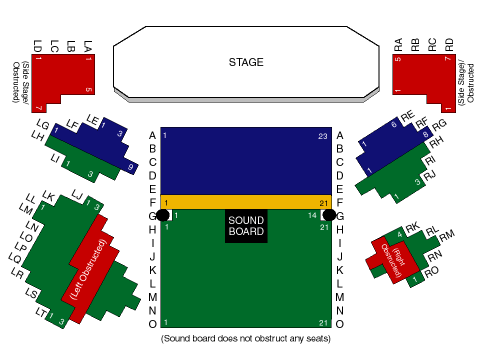 LD LC LB LA
1 1
5
7
(Side Stage/
Obstructed)
STAGE
RA RB RC RD
5 7
1
1
(Side Stage)/
Obstructed
LG LF LE
LH
1 1 3
9
LI
1
3
RE
RF
RG
RH
RI
RJ
6
8
1
1
3
A 1 23 A
B B
C C
D D
E E
F 1 21 F
G 1 14 G
H 1 21 H
I I
J J
K K
L L
M M
N N
O 1 21 O
SOUND
BOARD
LL LK LJ
LM
LN
LO
LP
LQ
LR
LS
LT
1
1 3
1 3
(Left Obstructed)
RK
RL
RM
RN
RO
4
1
(Right
Obstructed)
(Sound board does not obstruct any seats)